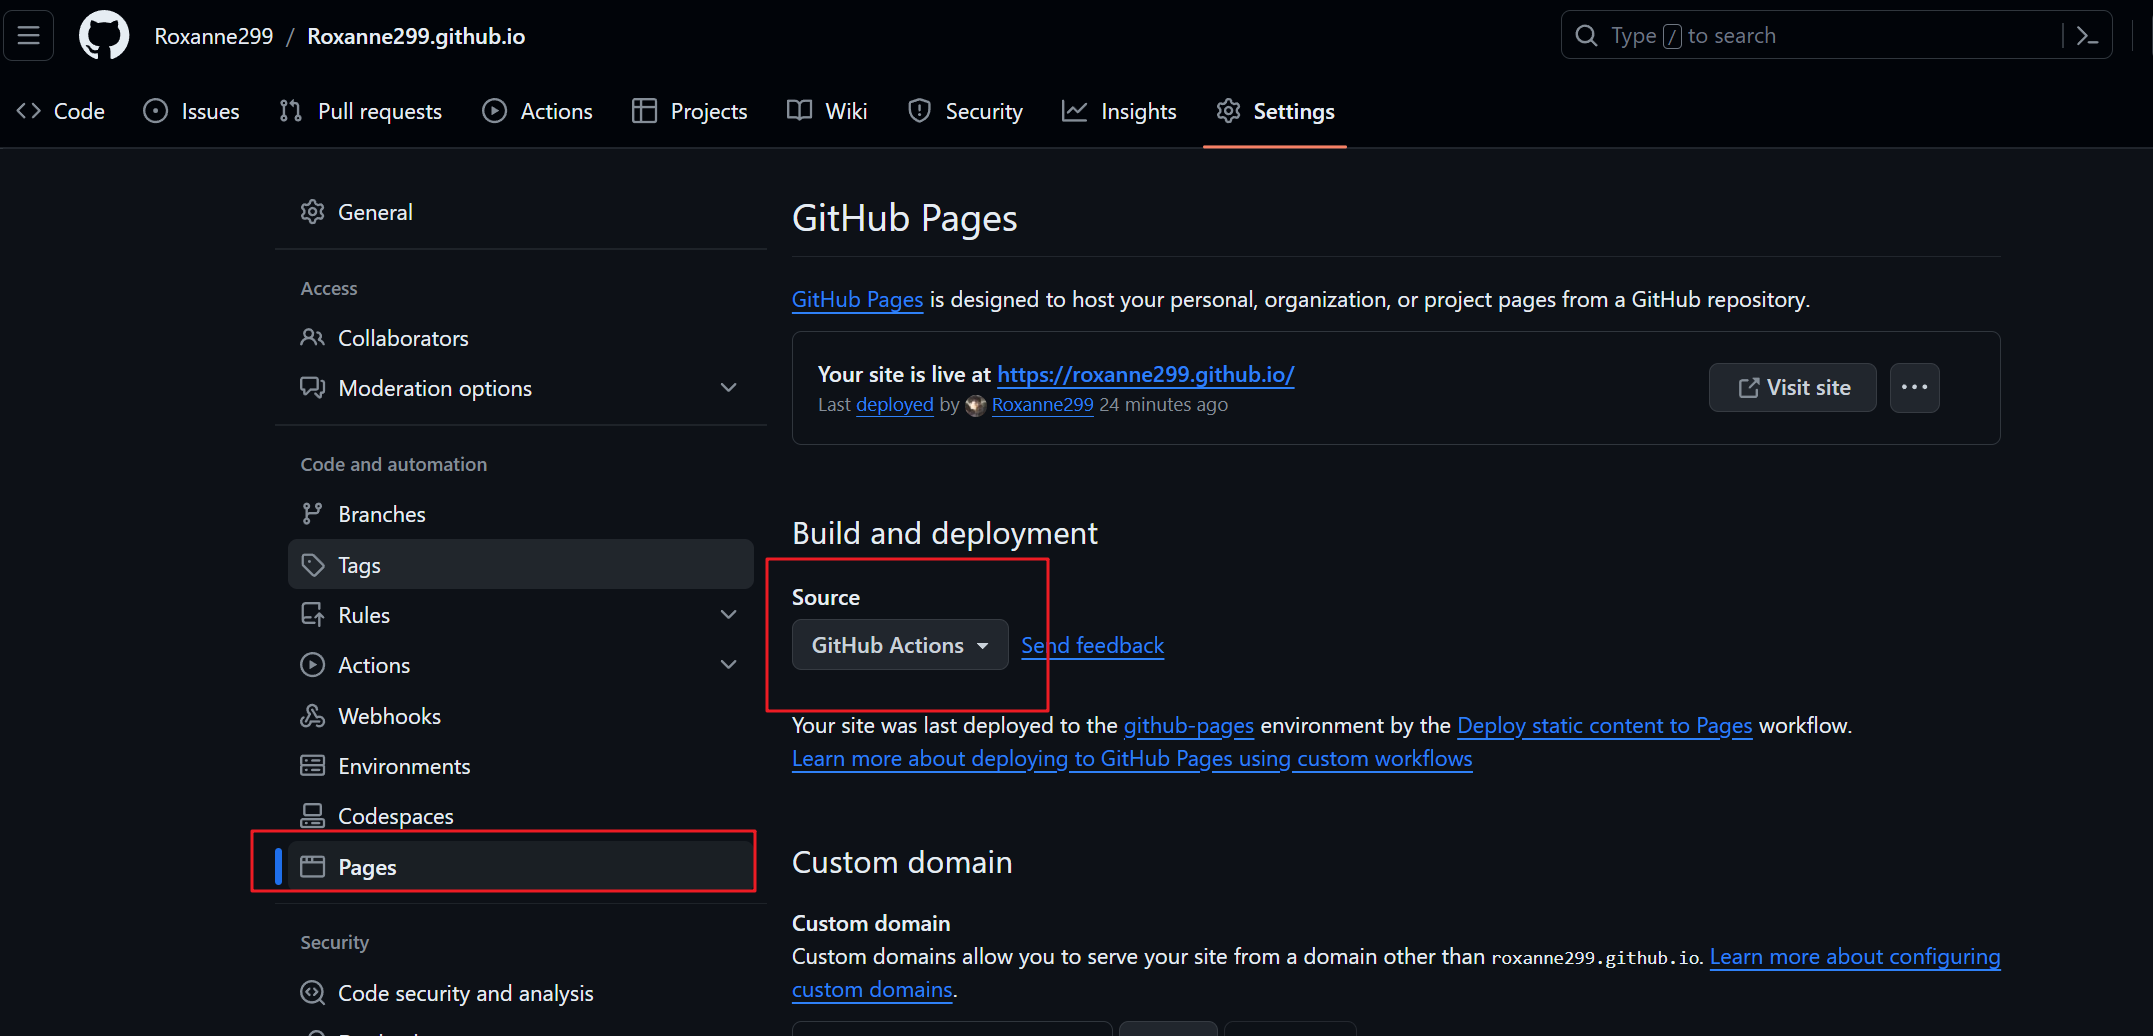 Roxanne299 / Roxanne299.github.io
Type / to search
Code
Issues
Pull requests
Actions
Projects
Wiki
Security
Insights
Settings
General
Access
Collaborators
Moderation options
Code and automation
Branches
Tags
Rules
Actions
Webhooks
Environments
Codespaces
Pages
Security
Code security and analysis
GitHub Pages
GitHub Pages is designed to host your personal, organization, or project pages from a GitHub repository.
Your site is live at https://roxanne299.github.io/
Last deployed by Roxanne299 24 minutes ago
Visit site
Build and deployment
Source
GitHub Actions
Send feedback
Your site was last deployed to the github-pages environment by the Deploy static content to Pages workflow.
Learn more about deploying to GitHub Pages using custom workflows
Custom domain
Custom domain
Custom domains allow you to serve your site from a domain other than roxanne299.github.io. Learn more about configuring
custom domains.